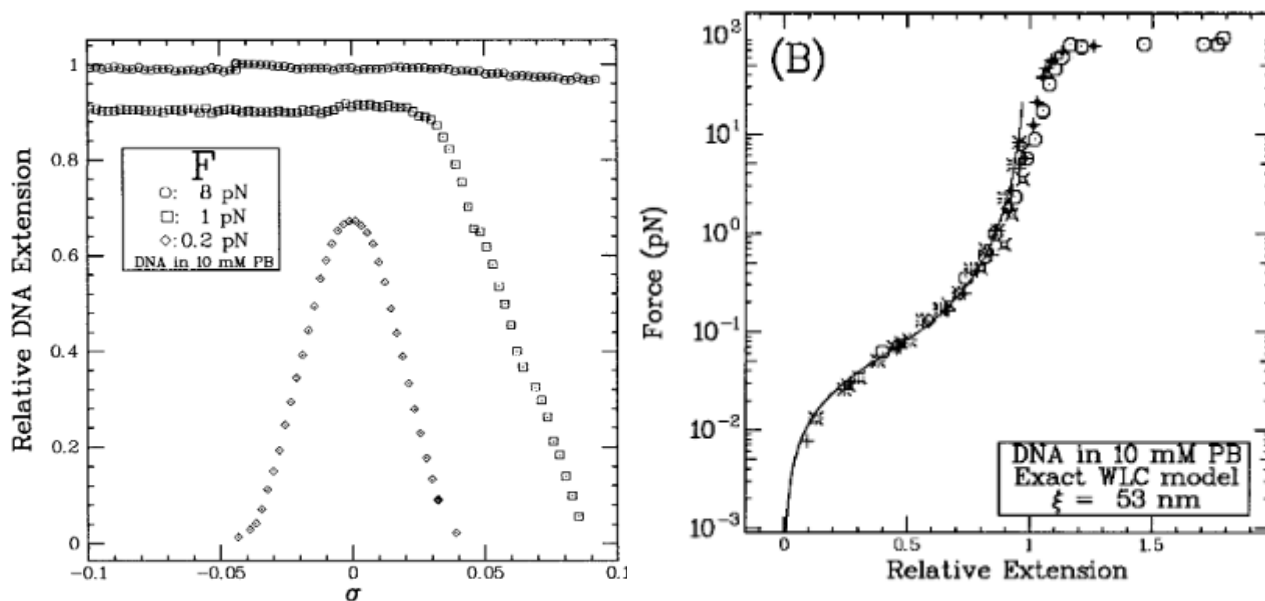 1
0.8
0.6
0.4
0.2
0
Relative DNA Extension
F
○: 8 pN
□: 1 pN
◇: 0.2 pN
DNA in 10 mM PB
−0.1
−0.05
0
0.05
0.1
σ
(B)
10²
10¹
10⁰
10⁻¹
10⁻²
10⁻³
Force (pN)
DNA in 10 mM PB
Exact WLC model
ξ = 53 nm
0
0.5
1
1.5
Relative Extension